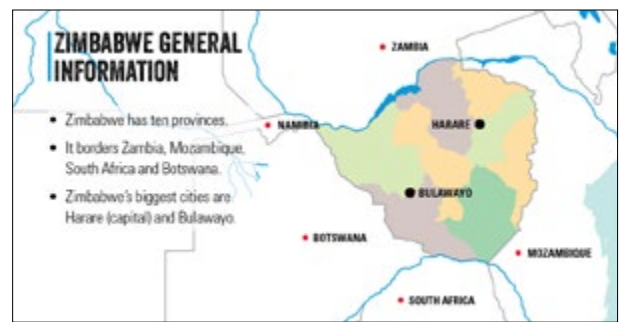 ZIMBABWE GENERAL
INFORMATION
• Zimbabwe has ten provinces.
• It borders Zambia, Mozambique,
South Africa and Botswana.
• Zimbabwe's biggest cities are
Harare (capital) and Bulawayo.
ZAMBIA
NAMIBIA
HARARE
BULAWAYO
BOTSWANA
MOZAMBIQUE
SOUTH AFRICA